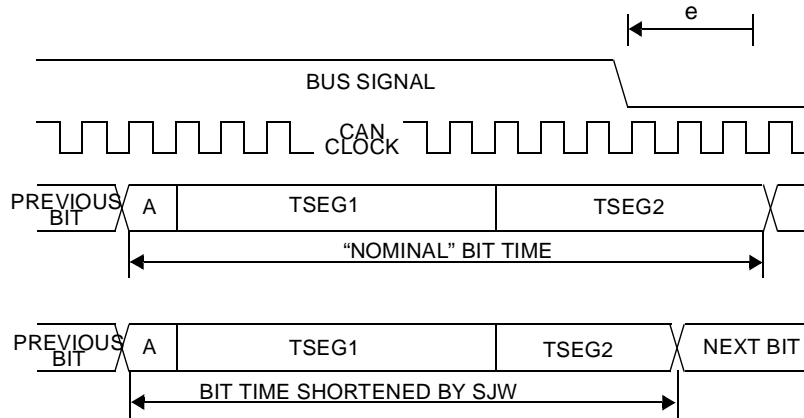 e
BUS SIGNAL
CAN
CLOCK
PREVIOUS
BIT
A
TSEG1
TSEG2
“NOMINAL” BIT TIME
PREVIOUS
BIT
A
TSEG1
TSEG2
NEXT BIT
BIT TIME SHORTENED BY SJW